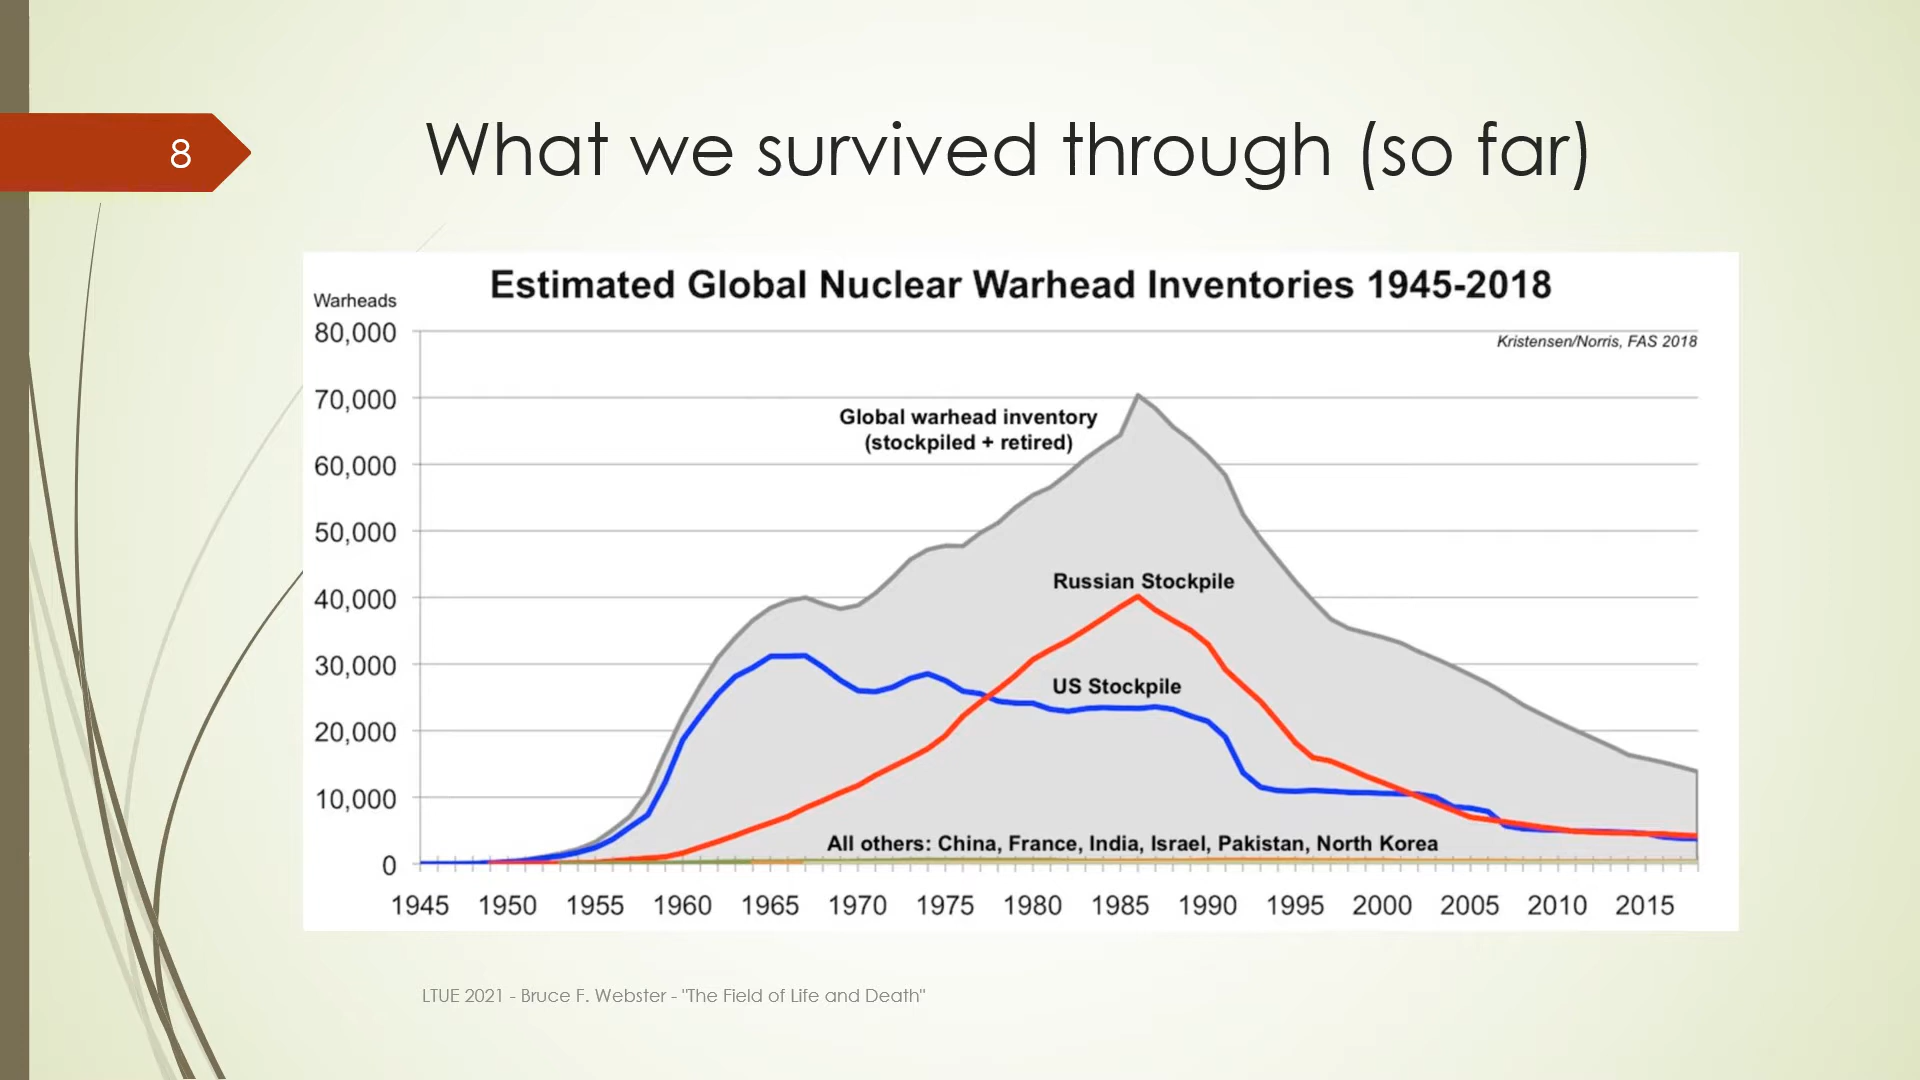 8
What we survived through (so far)
Estimated Global Nuclear Warhead Inventories 1945-2018
Warheads
Kristensen/Norris, FAS 2018
80,000
70,000
60,000
50,000
40,000
30,000
20,000
10,000
0
Global warhead inventory
(stockpiled + retired)
Russian Stockpile
US Stockpile
All others: China, France, India, Israel, Pakistan, North Korea
1945 1950 1955 1960 1965 1970 1975 1980 1985 1990 1995 2000 2005 2010 2015
LTUE 2021 - Bruce F. Webster - "The Field of Life and Death"